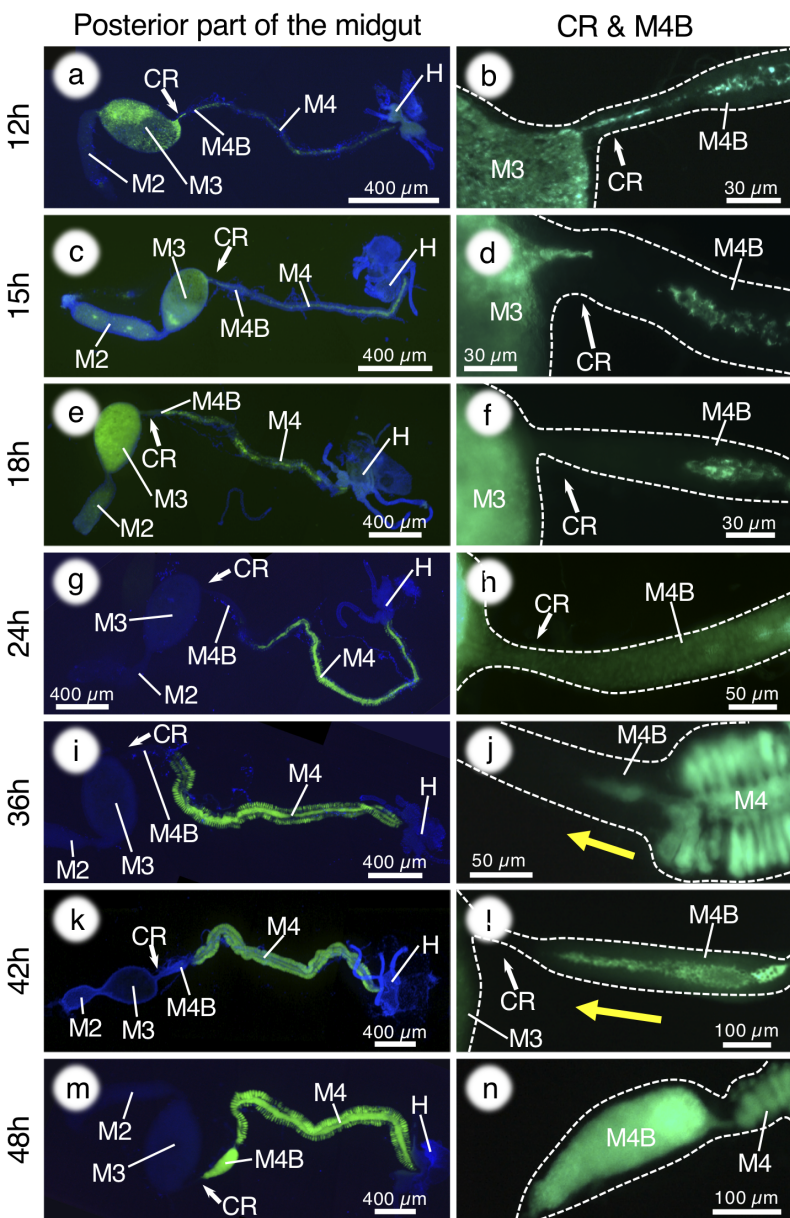 Posterior part of the midgut
CR & M4B
12h
a
CR
M4
H
M4B
M2
M3
400 µm
b
M3
CR
M4B
30 µm
15h
c
M3
CR
M4
H
M4B
M2
400 µm
d
M4B
M3
CR
30 µm
18h
e
M4B
M4
H
CR
M3
M2
400 µm
f
M4B
M3
CR
30 µm
24h
g
CR
H
M3
M4B
M4
M2
400 µm
h
CR
M4B
50 µm
36h
i
CR
M4
H
M4B
M3
M2
400 µm
j
M4B
M4
50 µm
42h
k
CR
M4
H
M4B
M2
M3
400 µm
l
M4B
CR
M3
100 µm
48h
m
M2
M4
H
M3
M4B
CR
400 µm
n
M4B
M4
100 µm